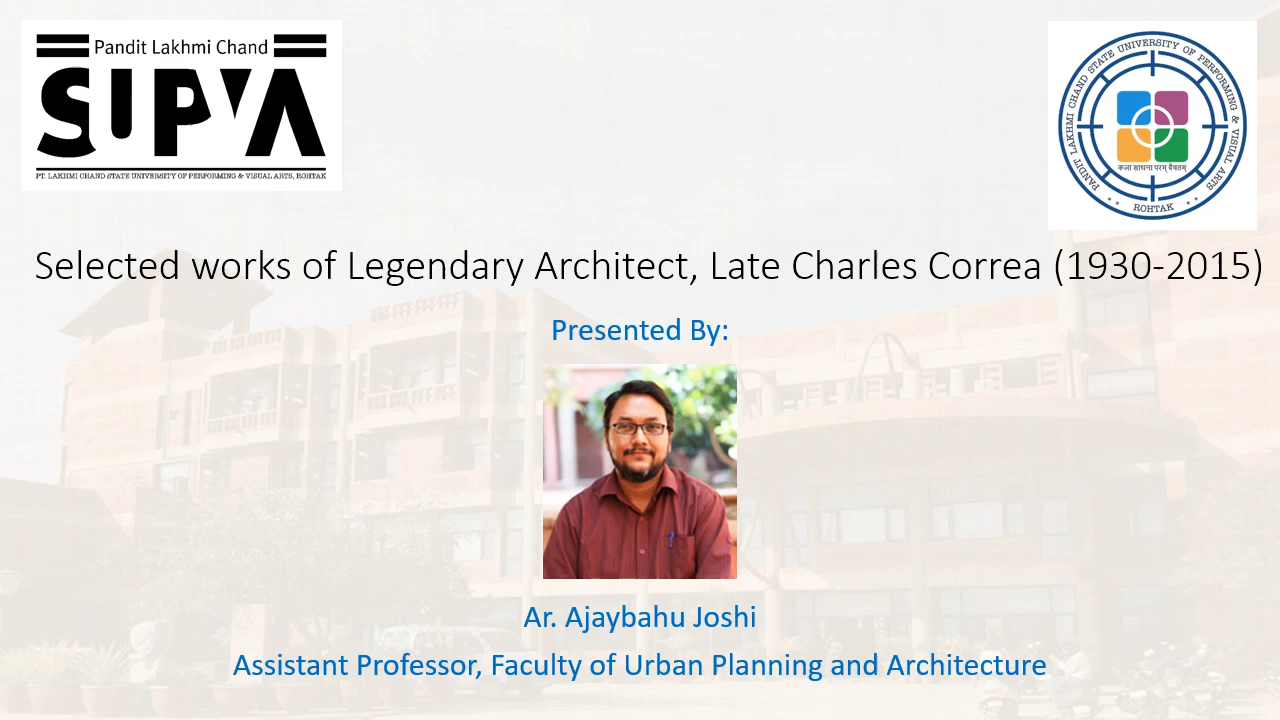 Pandit Lakhmi Chand
SUPVA
PT. LAKHMI CHAND STATE UNIVERSITY OF PERFORMING & VISUAL ARTS, ROHTAK
PANDIT LAKHMI CHAND STATE UNIVERSITY OF PERFORMING & VISUAL ARTS
कला साधना परम् दैवतम्
ROHTAK
Selected works of Legendary Architect, Late Charles Correa (1930-2015)
Presented By:
Ar. Ajaybahu Joshi
Assistant Professor, Faculty of Urban Planning and Architecture